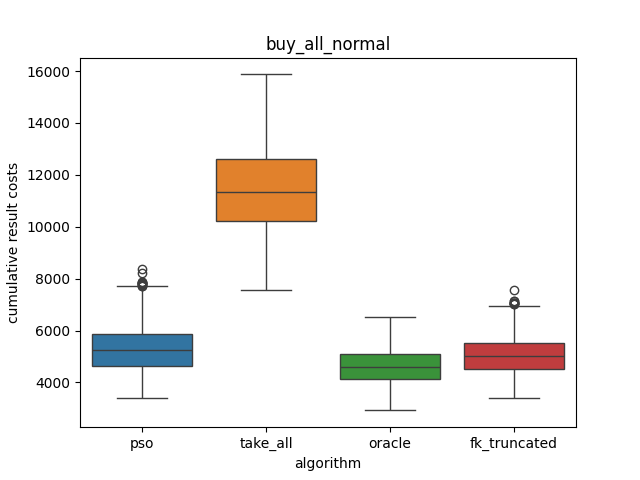 buy_all_normal
16000
14000
12000
10000
8000
6000
4000
cumulative result costs
pso
take_all
oracle
fk_truncated
algorithm